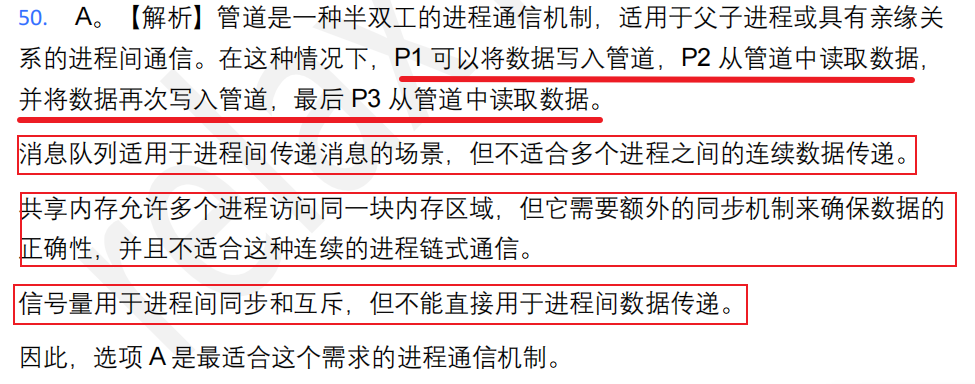 50. A。【解析】管道是一种半双工的进程通信机制，适用于父子进程或具有亲缘关
系的进程间通信。在这种情况下，P1 可以将数据写入管道，P2 从管道中读取数据，
并将数据再次写入管道，最后 P3 从管道中读取数据。
消息队列适用于进程间传递消息的场景，但不适合多个进程之间的连续数据传递。
共享内存允许多个进程访问同一块内存区域，但它需要额外的同步机制来确保数据的
正确性，并且不适合这种连续的进程链式通信。
信号量用于进程间同步和互斥，但不能直接用于进程间数据传递。
因此，选项 A 是最适合这个需求的进程通信机制。
relax